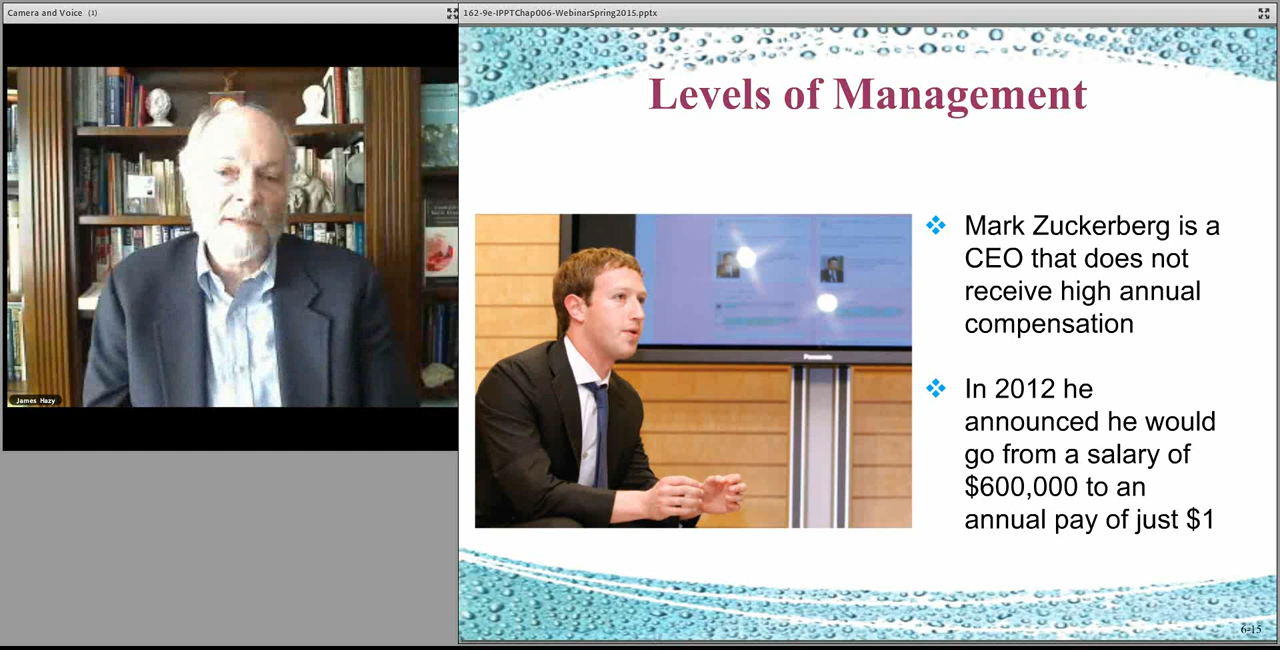 Camera and Voice (1)
162-9e-IPPTChap006-WebinarSpring2015.pptx
Levels of Management
James Hazy
Panasonic
Mark Zuckerberg is a
CEO that does not
receive high annual
compensation
In 2012 he
announced he would
go from a salary of
$600,000 to an
annual pay of just $1
6-15